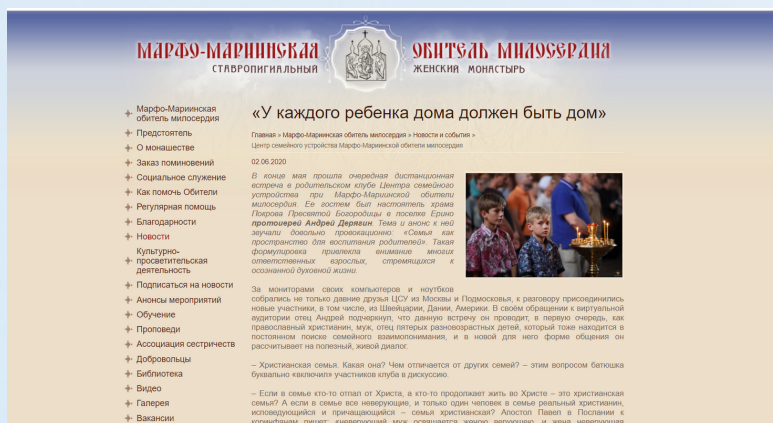 МАРФО-МАРИИНСКАЯ ОБИТЕЛЬ МИЛОСЕРДИЯ
СТАВРОПИГИАЛЬНЫЙ ЖЕНСКИЙ МОНАСТЫРЬ
Марфо-Мариинская
обитель милосердия
Предстоятель
О монашестве
Заказ поминовений
Социальное служение
Как помочь Обители
Регулярная помощь
Благодарности
Новости
Культурно-
просветительская
деятельность
Подписаться на новости
Анонсы мероприятий
Обучение
Проповеди
Ассоциация сестричеств
Добровольцы
Библиотека
Видео
Галерея
Вакансии
«У каждого ребенка дома должен быть дом»
Главная » Марфо-Мариинская обитель милосердия » Новости и события »
Центр семейного устройства Марфо-Мариинской обители милосердия
02.06.2020
В конце мая прошла очередная дистанционная
встреча в родительском клубе Центра семейного
устройства при Марфо-Мариинской обители
милосердия. Ее гостем был настоятель храма
Покрова Пресвятой Богородицы в поселке Ерино
протоиерей Андрей Дерягин. Тема и анонс к ней
звучали довольно провокационно: «Семья как
пространство для воспитания родителей». Такая
формулировка привлекла внимание многих
ответственных взрослых, стремящихся к
осознанной духовной жизни.
За мониторами своих компьютеров и ноутбков
собрались не только давние друзья ЦСУ из Москвы и Подмосковья, к разговору присоединились
новые участники, в том числе, из Швейцарии, Дании, Америки. В своём обращении к виртуальной
аудитории отец Андрей подчеркнул, что данную встречу он проводит, в первую очередь, как
православный христианин, муж, отец пятерых разновозрастных детей, который тоже находится в
постоянном поиске семейного взаимопонимания, и в новой для него форме общения он
рассчитывает на полезный, живой диалог.
– Христианская семья. Какая она? Чем отличается от других семей? – этим вопросом батюшка
буквально «включил» участников клуба в дискуссию.
– Если в семье кто-то отпал от Христа, а кто-то продолжает жить во Христе – это христианская
семья? А если в семье все неверующие, и только один человек в семье реальный христианин,
исповедующийся и причащающийся – семья христианская? Апостол Павел в Послании к
коринфянам пишет: «неверующий муж освящается женою верующею, и жена неверующая